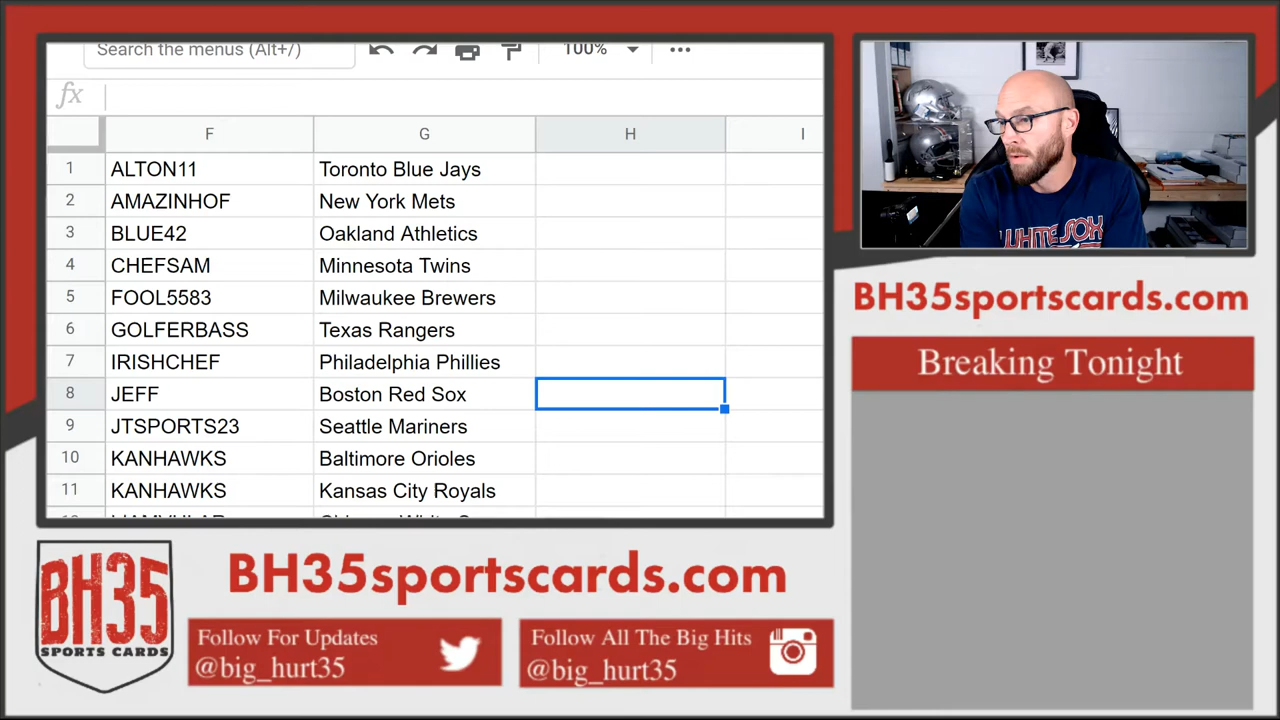 Search the menus (Alt+/)
100%
fx
F G H I
1 ALTON11 Toronto Blue Jays
2 AMAZINHOF New York Mets
3 BLUE42 Oakland Athletics
4 CHEFSAM Minnesota Twins
5 FOOL5583 Milwaukee Brewers
6 GOLFERBASS Texas Rangers
7 IRISHCHEF Philadelphia Phillies
8 JEFF Boston Red Sox
9 JTSPORTS23 Seattle Mariners
10 KANHAWKS Baltimore Orioles
11 KANHAWKS Kansas City Royals
WHITE SOX
BH35sportscards.com
Breaking Tonight
BH35
SPORTS CARDS
BH35sportscards.com
Follow For Updates
@big_hurt35
Follow All The Big Hits
@big_hurt35